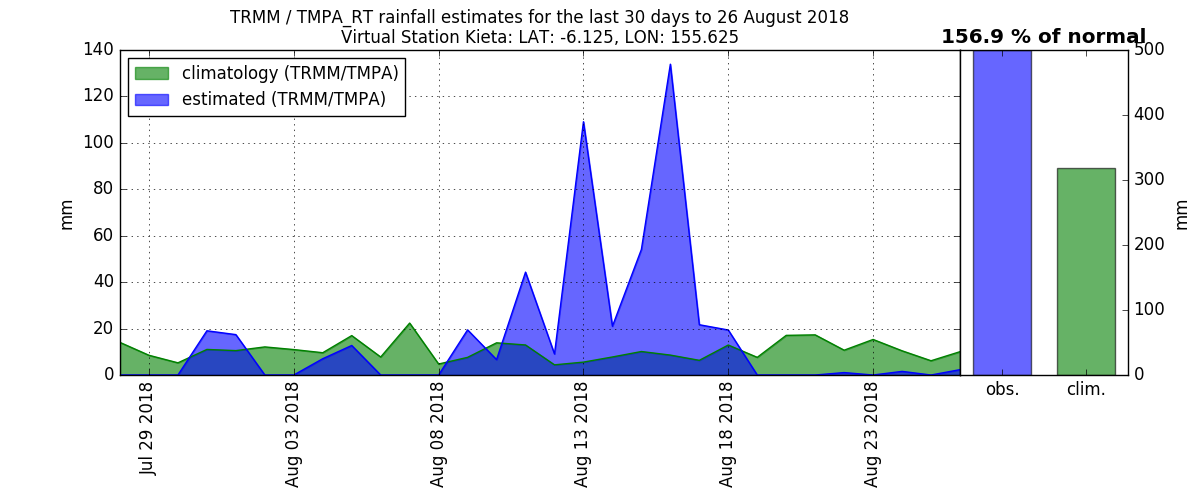 TRMM / TMPA_RT rainfall estimates for the last 30 days to 26 August 2018
Virtual Station Kieta: LAT: -6.125, LON: 155.625
156.9 % of normal
climatology (TRMM/TMPA)
estimated (TRMM/TMPA)
mm
140
120
100
80
60
40
20
0
Jul 29 2018
Aug 03 2018
Aug 08 2018
Aug 13 2018
Aug 18 2018
Aug 23 2018
500
400
300
200
100
0
mm
obs.
clim.